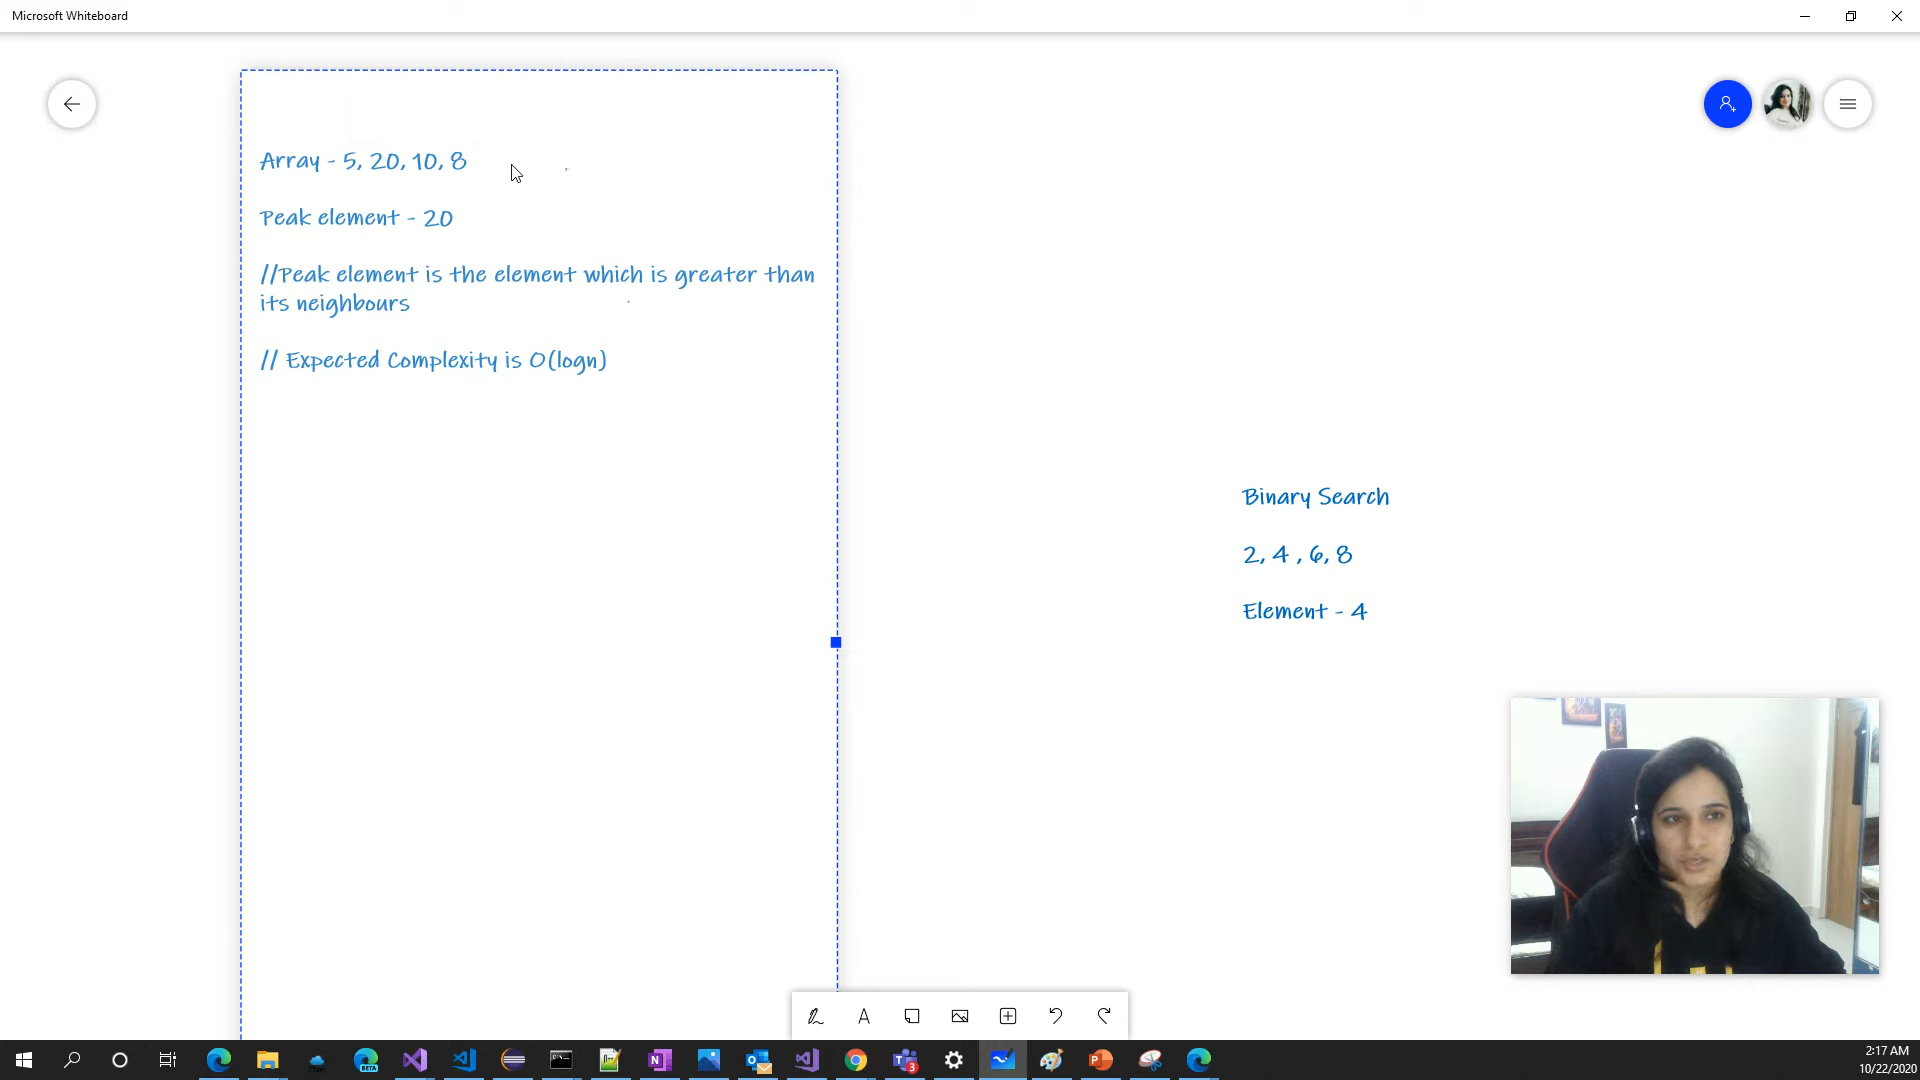 Microsoft Whiteboard
Array - 5, 20, 10, 8
Peak element - 20
//Peak element is the element which is greater than
its neighbours
// Expected Complexity is O(logn)
Binary Search
2, 4 , 6, 8
Element - 4
2:17 AM
10/22/2020